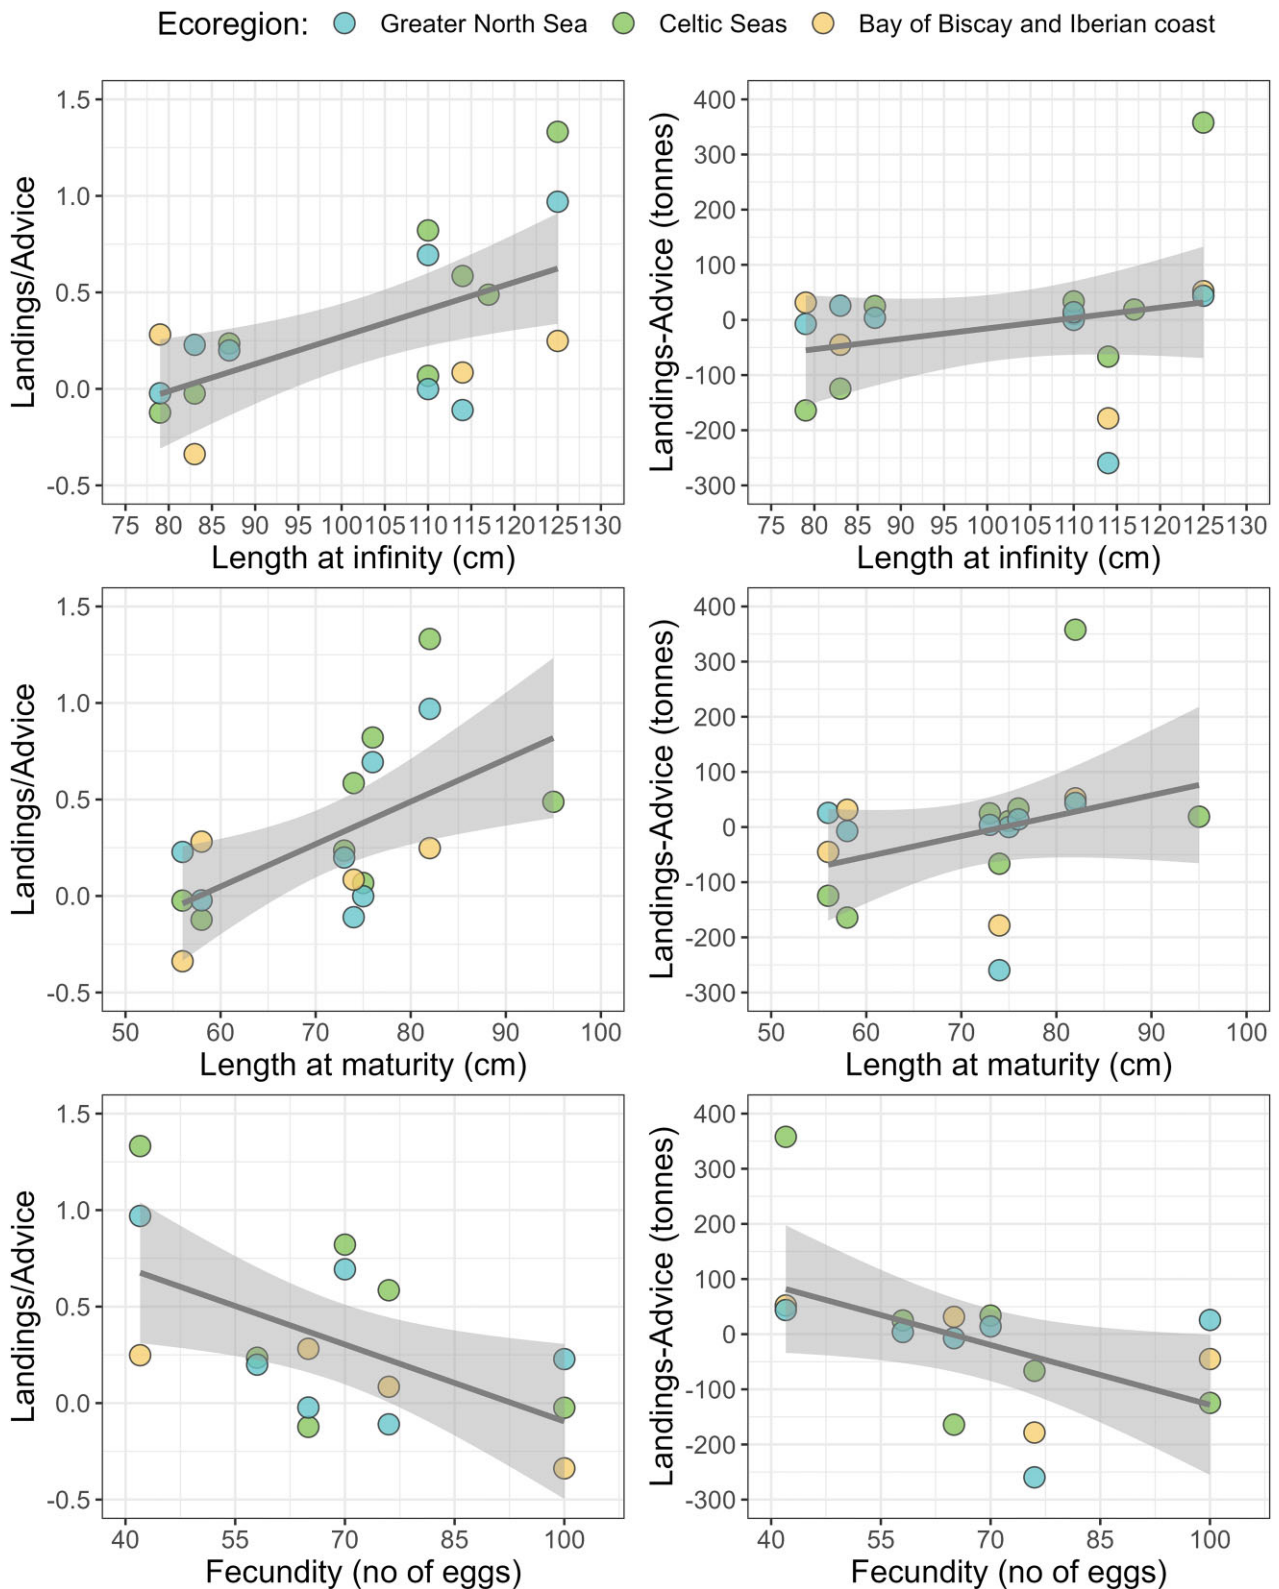 Ecoregion: Greater North Sea Celtic Seas Bay of Biscay and Iberian coast
Landings/Advice
1.5
1.0
0.5
0.0
-0.5
75 80 85 90 95 100 105 110 115 120 125 130
Length at infinity (cm)
Landings-Advice (tonnes)
400
300
200
100
0
-100
-200
-300
75 80 85 90 95 100 105 110 115 120 125 130
Length at infinity (cm)
Landings/Advice
1.5
1.0
0.5
0.0
-0.5
50 60 70 80 90 100
Length at maturity (cm)
Landings-Advice (tonnes)
400
300
200
100
0
-100
-200
-300
50 60 70 80 90 100
Length at maturity (cm)
Landings/Advice
1.5
1.0
0.5
0.0
-0.5
40 55 70 85 100
Fecundity (no of eggs)
Landings-Advice (tonnes)
400
300
200
100
0
-100
-200
-300
40 55 70 85 100
Fecundity (no of eggs)